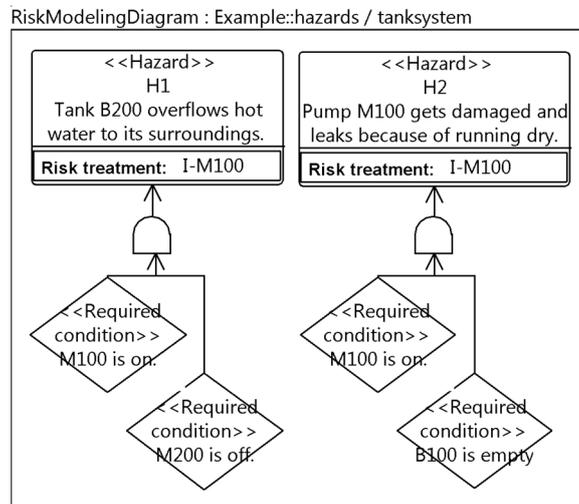 RiskModelingDiagram : Example::hazards / tanksystem
<<Hazard>>
H1
Tank B200 overflows hot
water to its surroundings.
Risk treatment: I-M100
<<Required
condition>>
M100 is on.
<<Required
condition>>
M200 is off.
<<Hazard>>
H2
Pump M100 gets damaged and
leaks because of running dry.
Risk treatment: I-M100
<<Required
condition>>
M100 is on.
<<Required
condition>>
B100 is empty